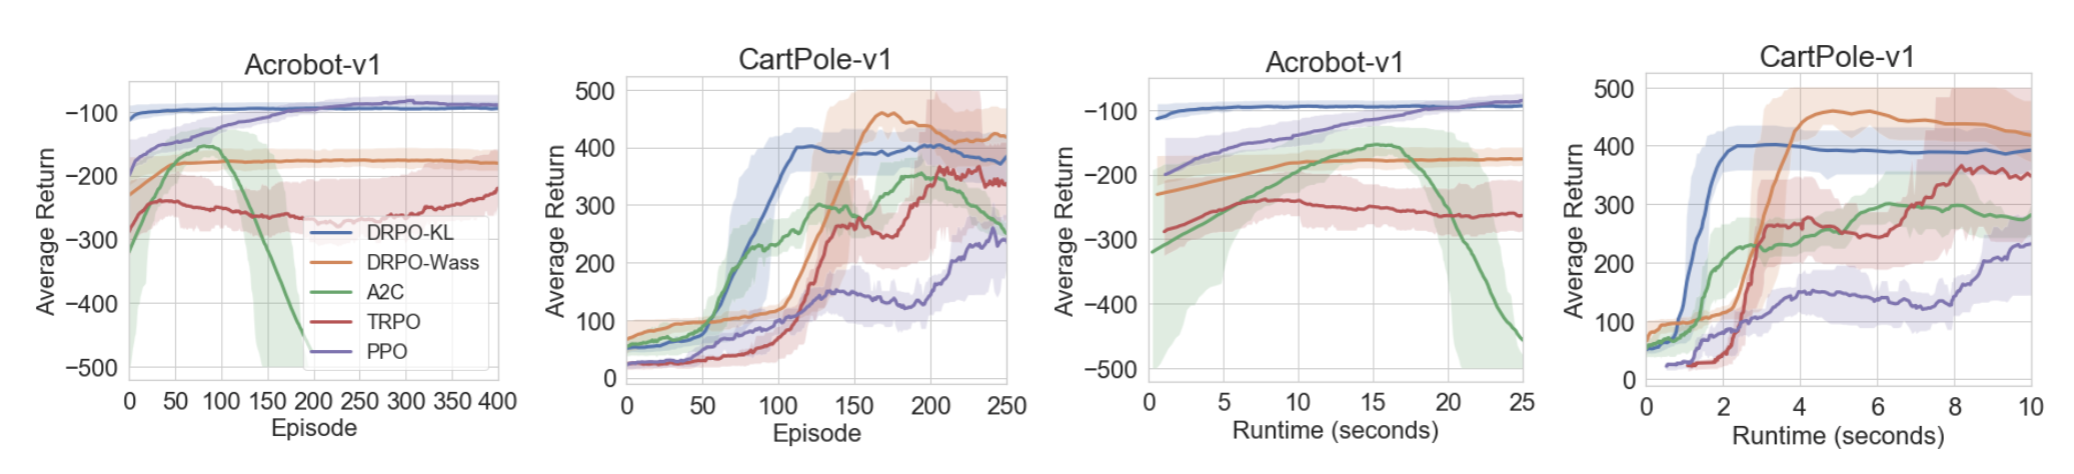 Acrobot-v1
Average Return
−100
−200
−300
−400
−500
DRPO-KL
DRPO-Wass
A2C
TRPO
PPO
0 50 100 150 200 250 300 350 400
Episode
CartPole-v1
Average Return
500
400
300
200
100
0
0 50 100 150 200 250
Episode
Acrobot-v1
Average Return
−100
−200
−300
−400
−500
0 5 10 15 20 25
Runtime (seconds)
CartPole-v1
Average Return
500
400
300
200
100
0
0 2 4 6 8 10
Runtime (seconds)